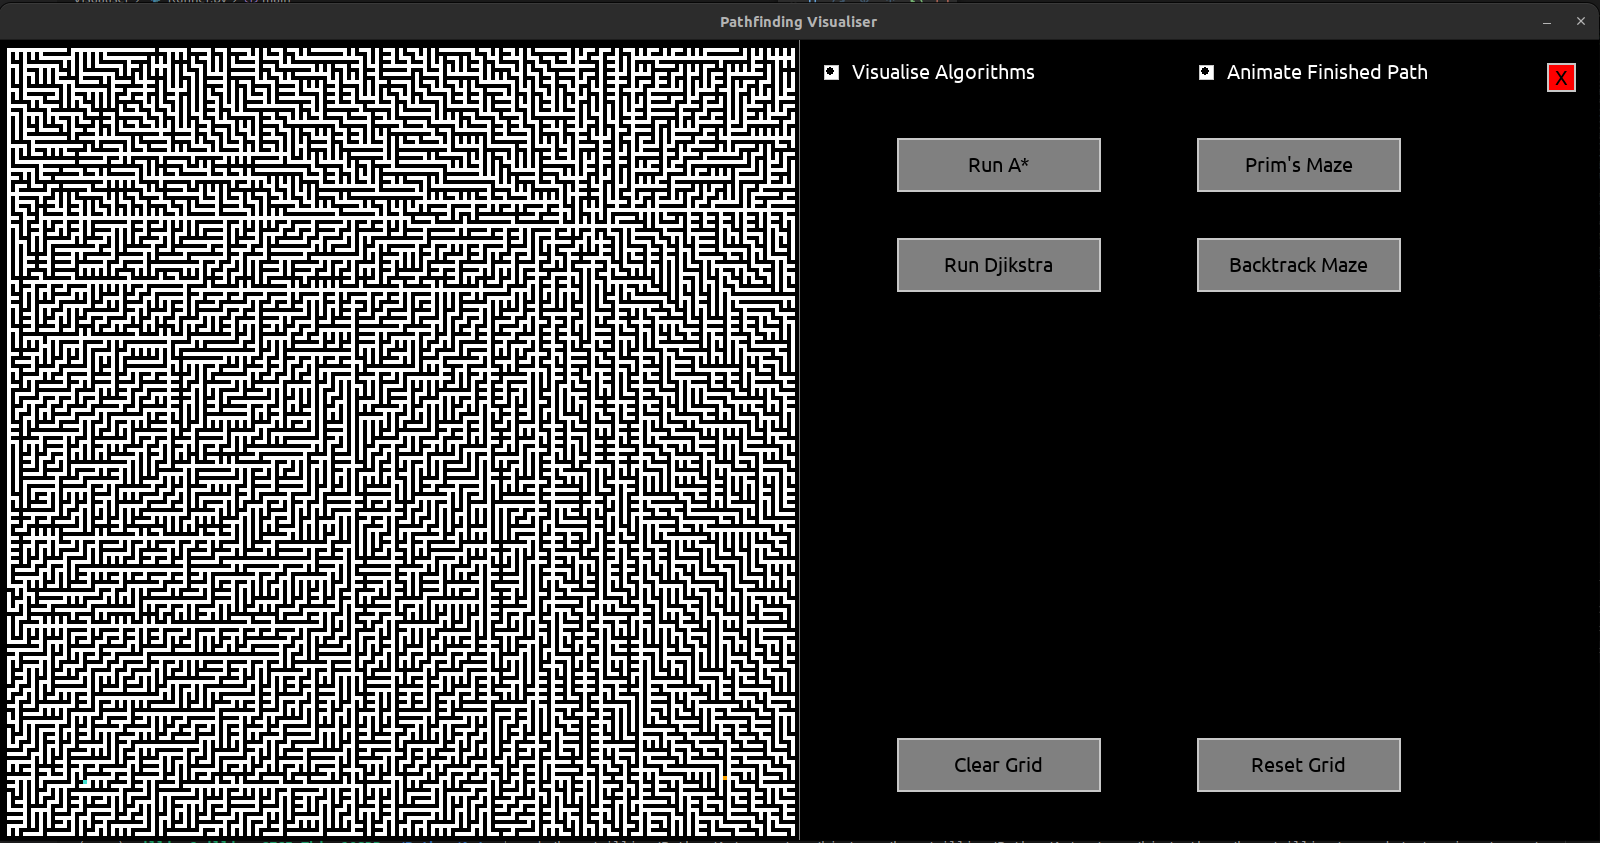 Pathfinding Visualiser
Visualise Algorithms
Animate Finished Path
X
Run A*
Prim's Maze
Run Djikstra
Backtrack Maze
Clear Grid
Reset Grid